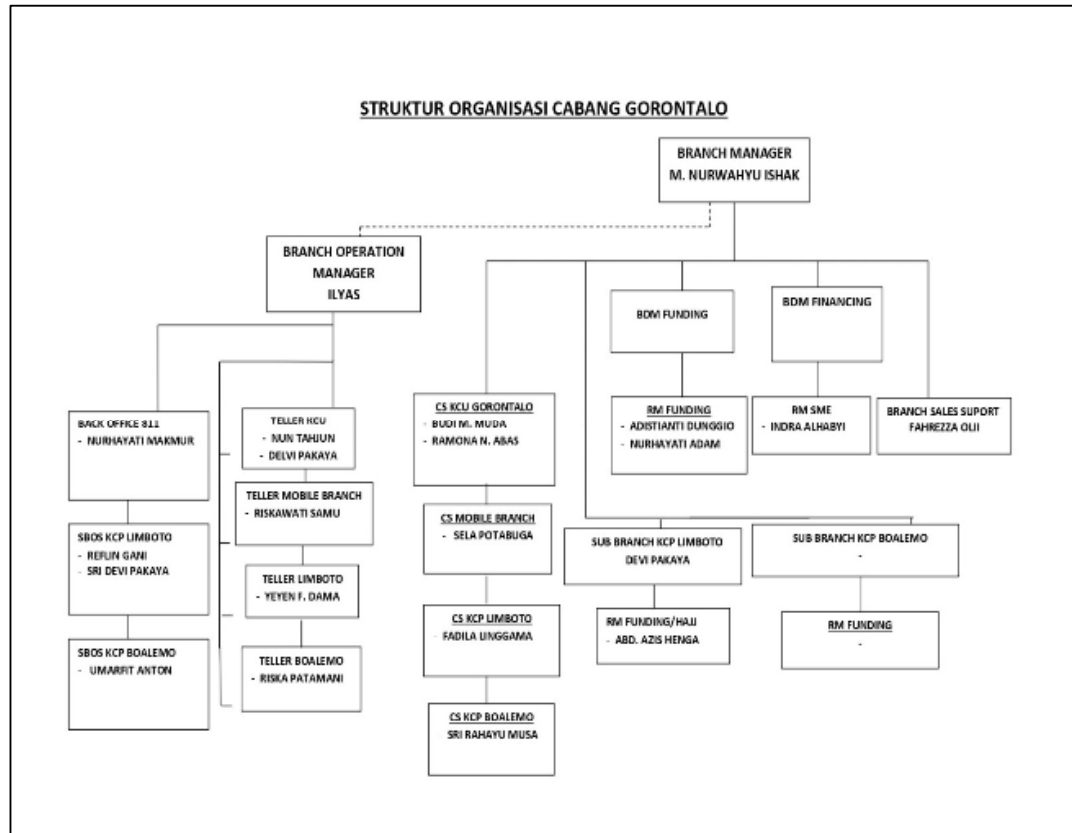 STRUKTUR ORGANISASI CABANG GORONTALO
BRANCH MANAGER
M. NURWAHYU ISHAK
BRANCH OPERATION
MANAGER
ILYAS
BDM FUNDING
BDM FINANCING
BACK OFFICE 811
- NURHAYATI MAKMUR
TELLER KCU
- NUN TAHJUN
- DELVI PAKAYA
CS KCU GORONTALO
- BUDI M. MUDA
- RAMONA N. ABAS
RM FUNDING
- ADISTIANTI DUNGGIO
- NURHAYATI ADAM
RM SME
- INDRA ALHABYI
BRANCH SALES SUPORT
FAHREZZA OLII
TELLER MOBILE BRANCH
- RISKAWATI SAMU
CS MOBILE BRANCH
- SELA POTABUGA
SBOS KCP LIMBOTO
- REFLIN GANI
- SRI DEVI PAKAYA
TELLER LIMBOTO
- YEYEN F. DAMA
SUB BRANCH KCP LIMBOTO
DEVI PAKAYA
SUB BRANCH KCP BOALEMO
-
CS KCP LIMBOTO
- FADILA LINGGAMA
RM FUNDING/HAJI
- ABD. AZIS HENGA
RM FUNDING
-
SBOS KCP BOALEMO
- UMARFIT ANTON
TELLER BOALEMO
- RISKA PATAMANI
CS KCP BOALEMO
SRI RAHAYU MUSA